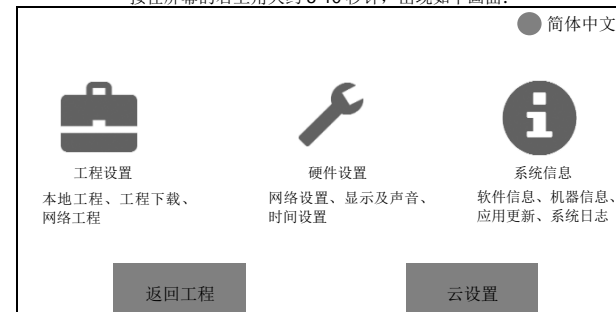 简体中文
工程设置
硬件设置
系统信息
本地工程、工程下载、
网络工程
网络设置、显示及声音、
时间设置
软件信息、机器信息、
应用更新、系统日志
返回工程
云设置